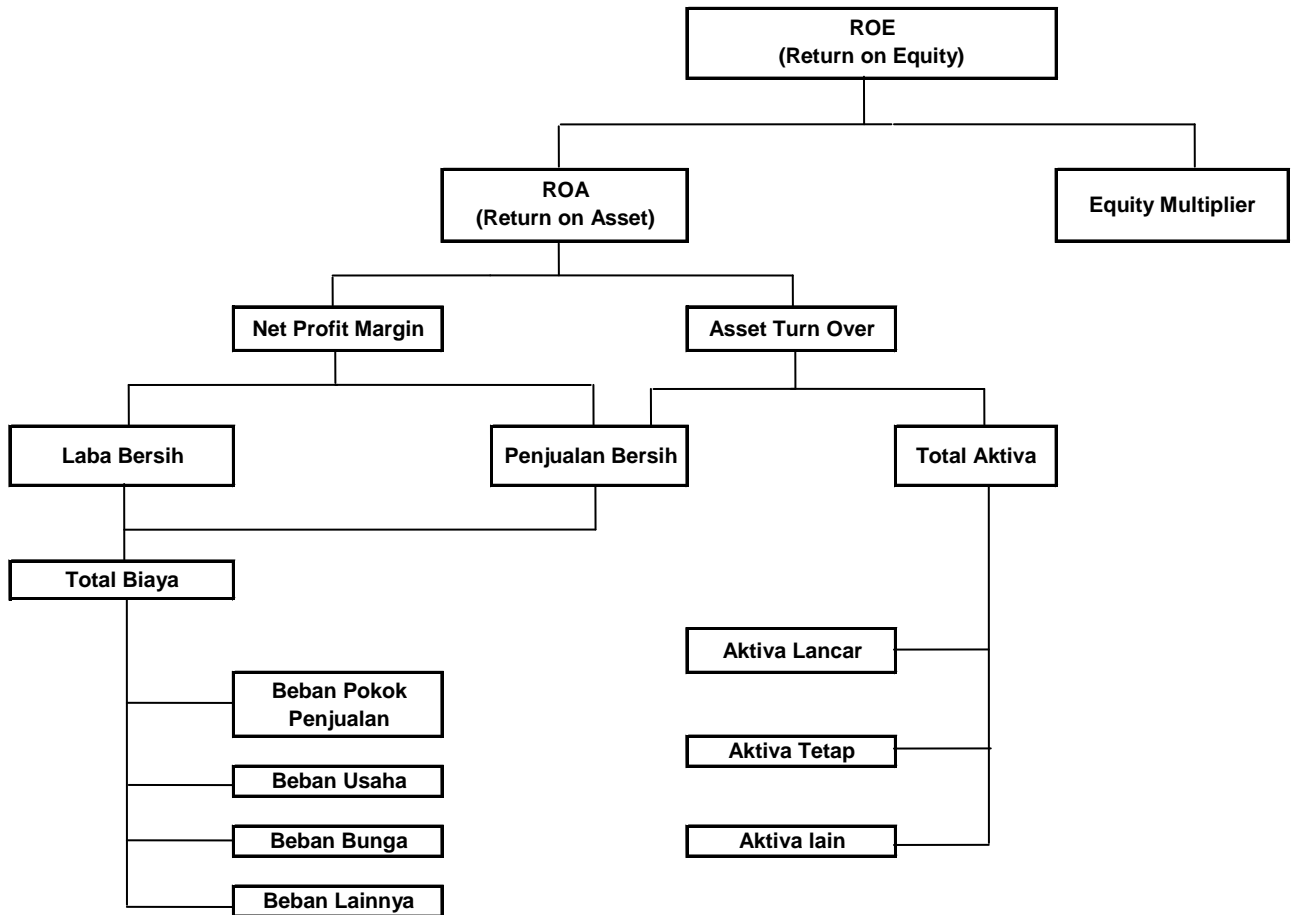 ROE
(Return on Equity)
ROA
(Return on Asset)
Equity Multiplier
Net Profit Margin
Asset Turn Over
Laba Bersih
Penjualan Bersih
Total Aktiva
Total Biaya
Aktiva Lancar
Beban Pokok
Penjualan
Aktiva Tetap
Beban Usaha
Beban Bunga
Aktiva lain
Beban Lainnya